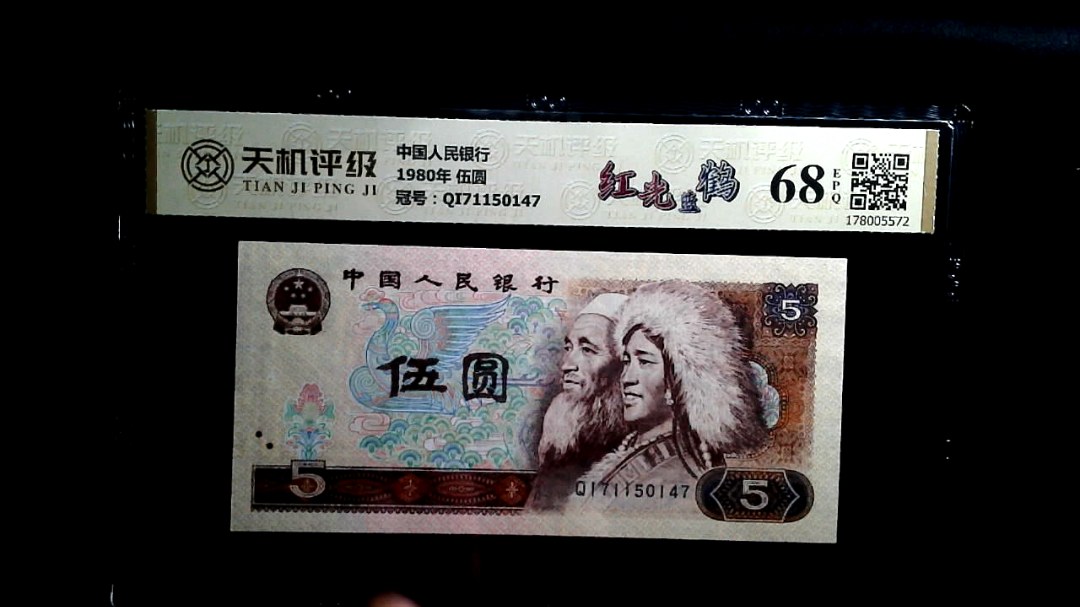 天机评级
TIAN JI PING JI
中国人民银行
1980年 伍圆
冠号：QI71150147
红光蓝鹤
68
EPQ
178005572
中国人民银行
5
伍圆
5
QI71150147
5